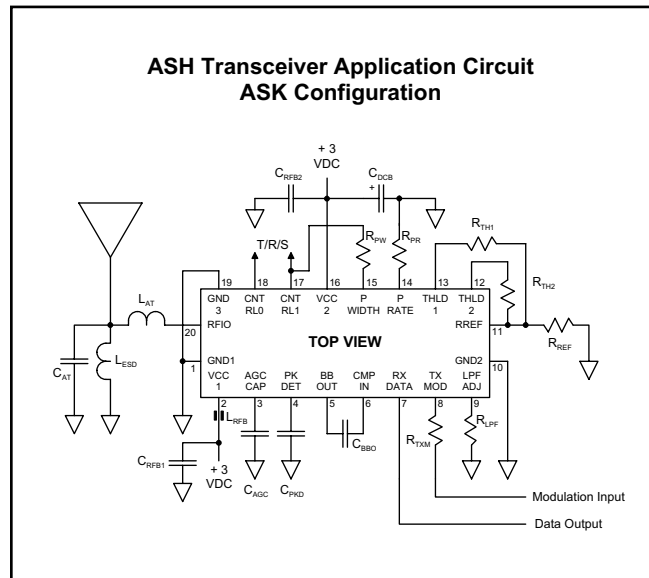 ASH Transceiver Application Circuit
ASK Configuration
+ 3
VDC
CRFB2
CDCB
+
T/R/S
RPW
RPR
RTH1
RTH2
LAT
19
18
17
16
15
14
13
12
GND
3
CNT
RL0
CNT
RL1
VCC
2
P
WIDTH
P
RATE
THLD
1
THLD
2
20
RFIO
RREF
11
RREF
TOP VIEW
1
GND1
GND2
10
CAT
LESD
VCC
1
AGC
CAP
PK
DET
BB
OUT
CMP
IN
RX
DATA
TX
MOD
LPF
ADJ
2
3
4
5
6
7
8
9
LRFB
CBBO
RTXM
RLPF
CRFB1
+ 3
VDC
CAGC
CPKD
Modulation Input
Data Output